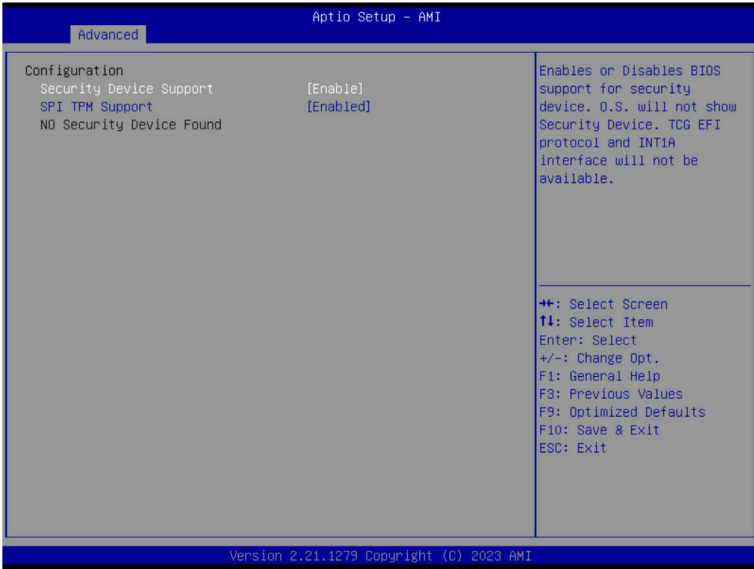 Aptio Setup – AMI
Advanced
Configuration
Security Device Support [Enable]
SPI TPM Support [Enabled]
NO Security Device Found
Enables or Disables BIOS
support for security
device. O.S. will not show
Security Device. TCG EFI
protocol and INT1A
interface will not be
available.
→←: Select Screen
↑↓: Select Item
Enter: Select
+/-: Change Opt.
F1: General Help
F3: Previous Values
F9: Optimized Defaults
F10: Save & Exit
ESC: Exit
Version 2.21.1279 Copyright (C) 2023 AMI